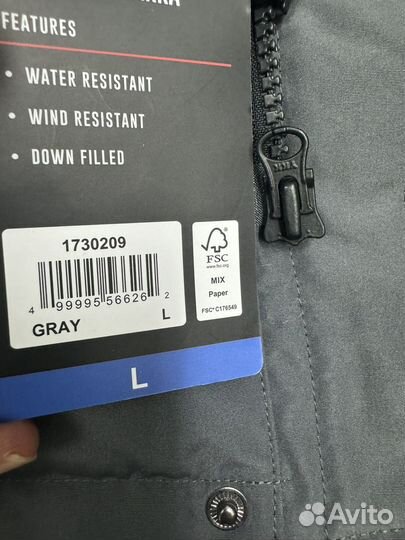 FEATURES
• WATER RESISTANT
• WIND RESISTANT
• DOWN FILLED
1730209
4 99995 56626 2
GRAY L
FSC
www.fsc.org
MIX
Paper
FSC® C176549
L
YKK
Avito